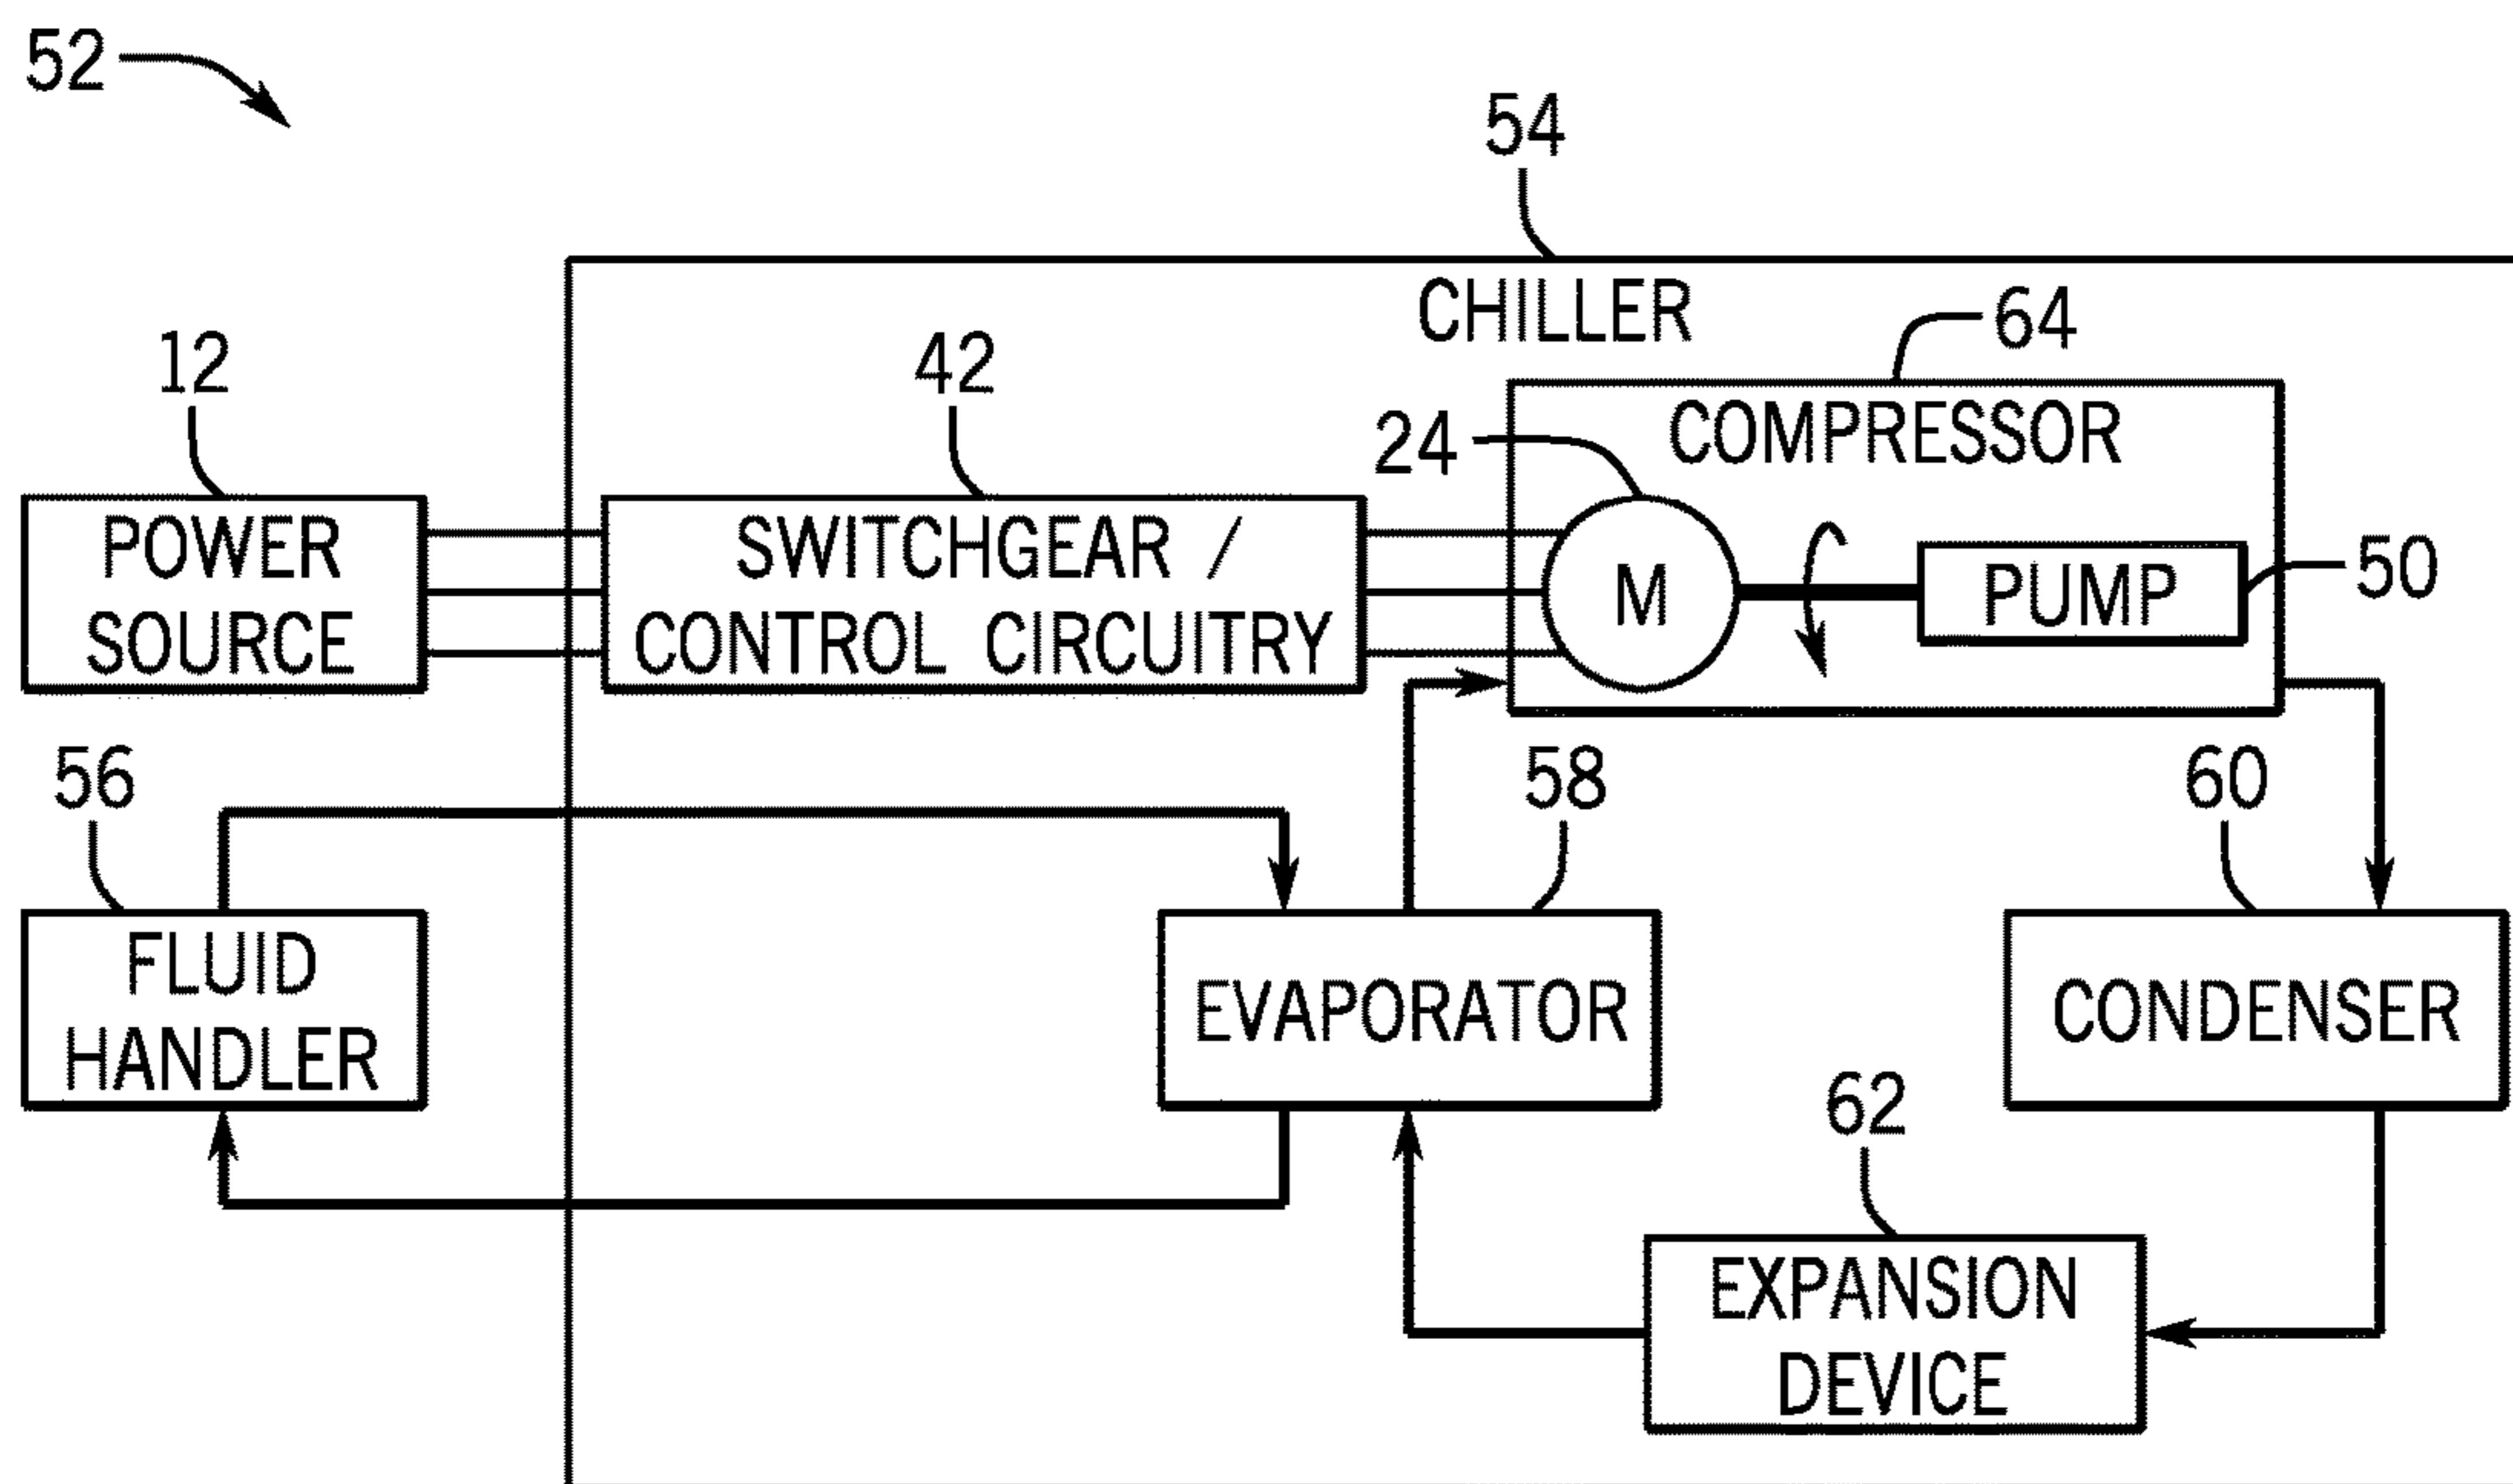 52
54
CHILLER
64
12
42
24
COMPRESSOR
POWER
SOURCE
SWITCHGEAR /
CONTROL CIRCUITRY
M
PUMP
50
56
58
60
FLUID
HANDLER
EVAPORATOR
CONDENSER
62
EXPANSION
DEVICE